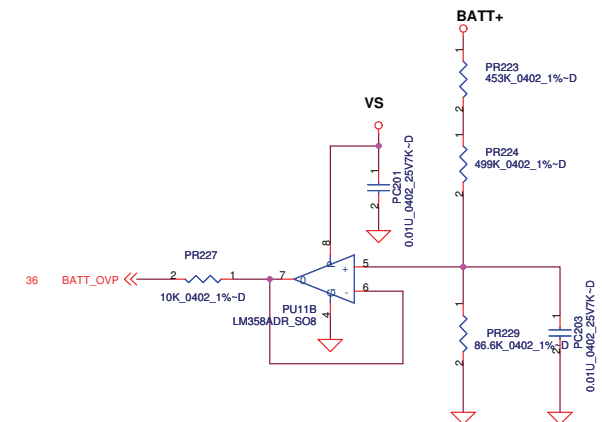 BATT+
1
PR223
453K_0402_1%~D
2
VS
1
PR224
499K_0402_1%~D
2
1
PC201
2
0.01U_0402_25V7K~D
8
PR227
36
BATT_OVP
2
1
7
0
+
5
-
6
10K_0402_1%~D
PU11B
LM358ADR_SO8
4
P
G
1
PR229
86.6K_0402_1%~D
2
1
PC203
2
0.01U_0402_25V7K~D